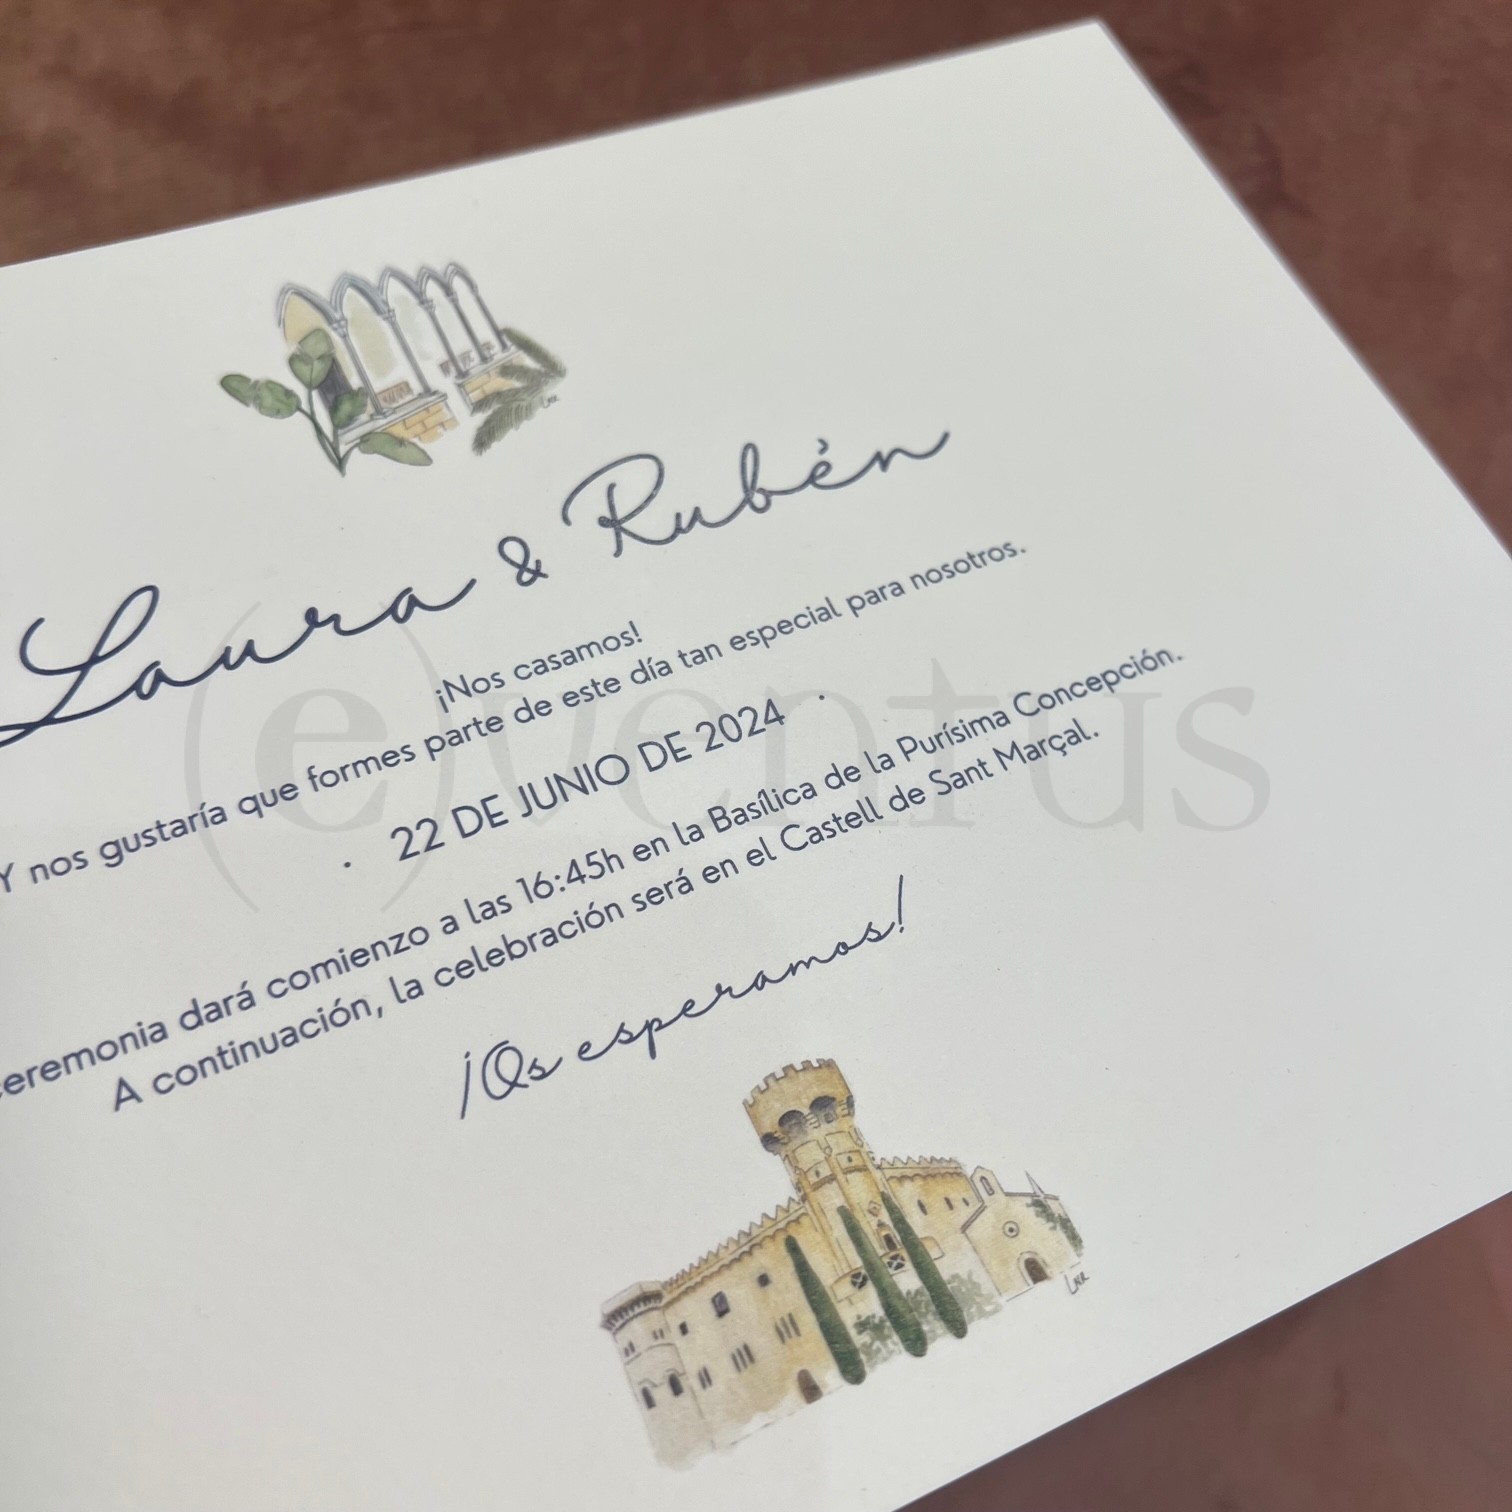 Laura & Rubén
¡Nos casamos!
Y nos gustaría que formes parte de este día tan especial para nosotros.
· 22 DE JUNIO DE 2024 ·
ceremonia dará comienzo a las 16:45h en la Basílica de la Purísima Concepción.
A continuación, la celebración será en el Castell de Sant Marçal.
¡Os esperamos!
(e)ventus